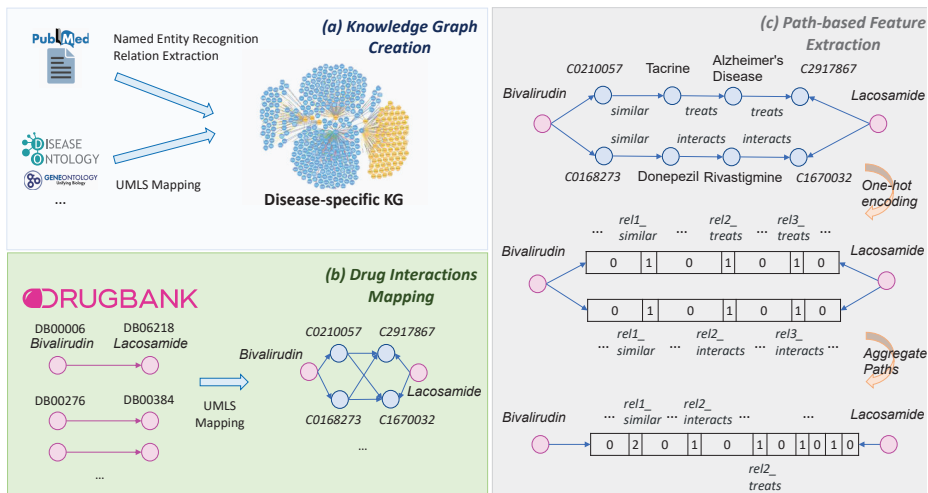 (a) Knowledge Graph
Creation
PubMed
Named Entity Recognition
Relation Extraction
DISEASE
ONTOLOGY
GENEONTOLOGY
Unifying Biology
UMLS Mapping
...
Disease-specific KG
(b) Drug Interactions
Mapping
DRUGBANK
DB00006
DB06218
Bivalirudin
Lacosamide
DB00276
DB00384
...
UMLS
Mapping
C0210057
C2917867
Bivalirudin
Lacosamide
C0168273
C1670032
...
(c) Path-based Feature
Extraction
C0210057
Tacrine
Alzheimer's
Disease
C2917867
Bivalirudin
Lacosamide
similar
treats
treats
similar
interacts
interacts
C0168273
Donepezil
Rivastigmine
C1670032
One-hot
encoding
... rel1_ similar ... rel2_ treats ... rel3_ treats ...
Bivalirudin
Lacosamide
0 1 0 1 0 1 0
0 1 0 1 0 1 0
... rel1_ similar ... rel2_ interacts ... rel3_ interacts ...
Aggregate
Paths
Bivalirudin
Lacosamide
... rel1_ similar ... rel2_ interacts ... ... ...
0 2 0 1 0 1 0 1 0 1 0
rel2_
treats